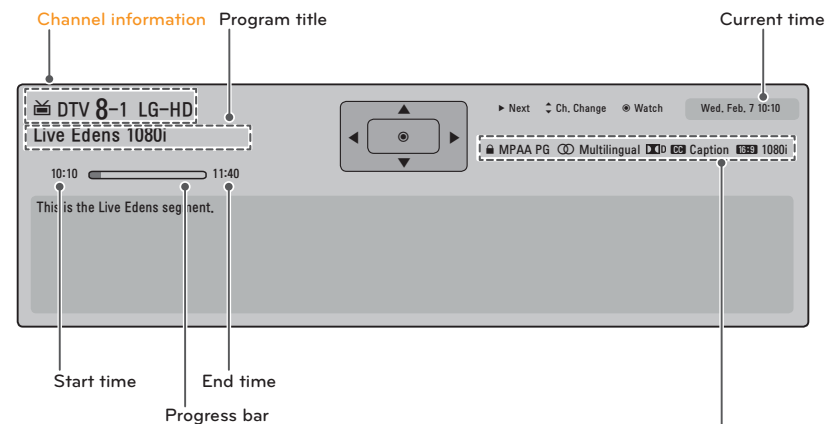 Channel information Program title Current time
DTV 8-1 LG-HD
▶ Next Ch. Change ◉ Watch Wed. Feb. 7 10:10
Live Edens 1080i
MPAA PG Multilingual D CC Caption 16:9 1080i
10:10 11:40
This is the Live Edens segment.
Start time End time
Progress bar